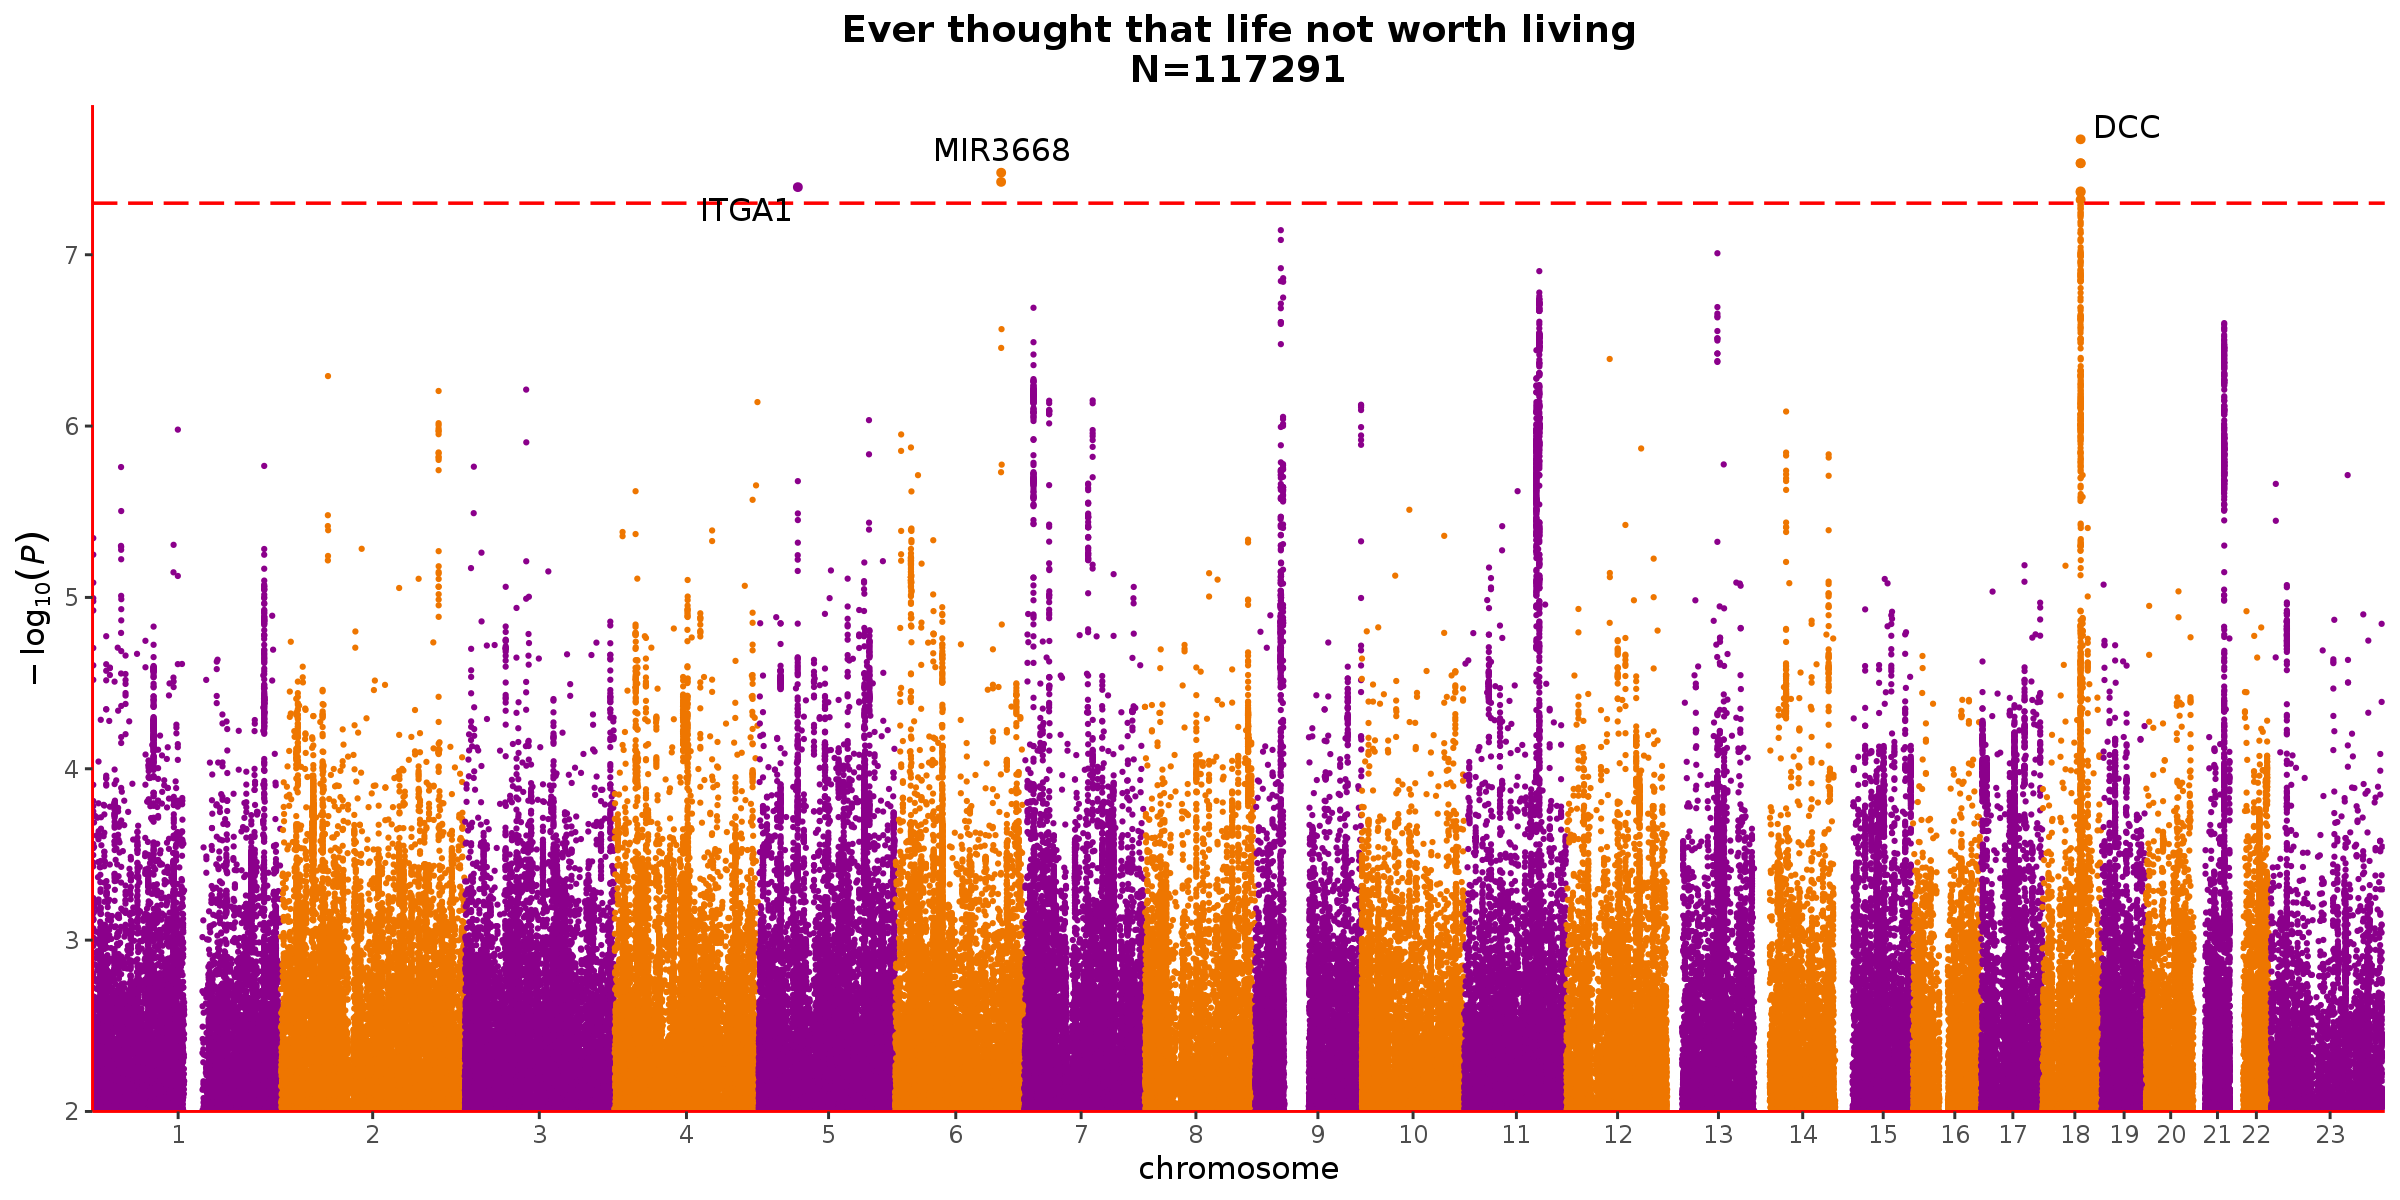 Ever thought that life not worth living
N=117291
DCC
MIR3668
ITGA1
7
6
5
4
3
2
− log₁₀(P)
1 2 3 4 5 6 7 8 9 10 11 12 13 14 15 16 17 18 19 20 21 22 23
chromosome